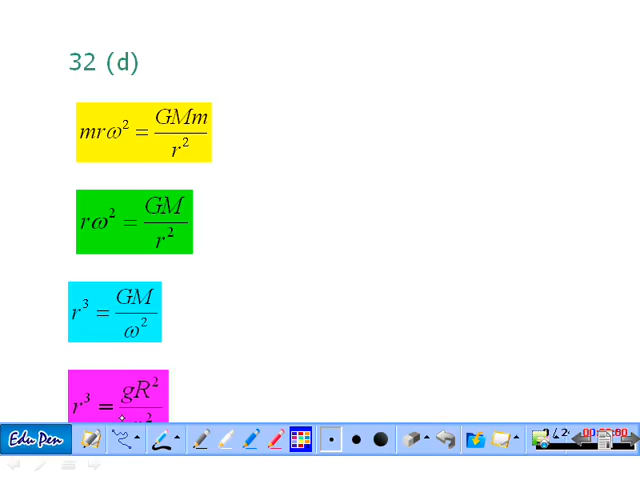 32 (d)
mrω² = GMm / r²
rω² = GM / r²
r³ = GM / ω²
r³ = gR²
Edu Pen